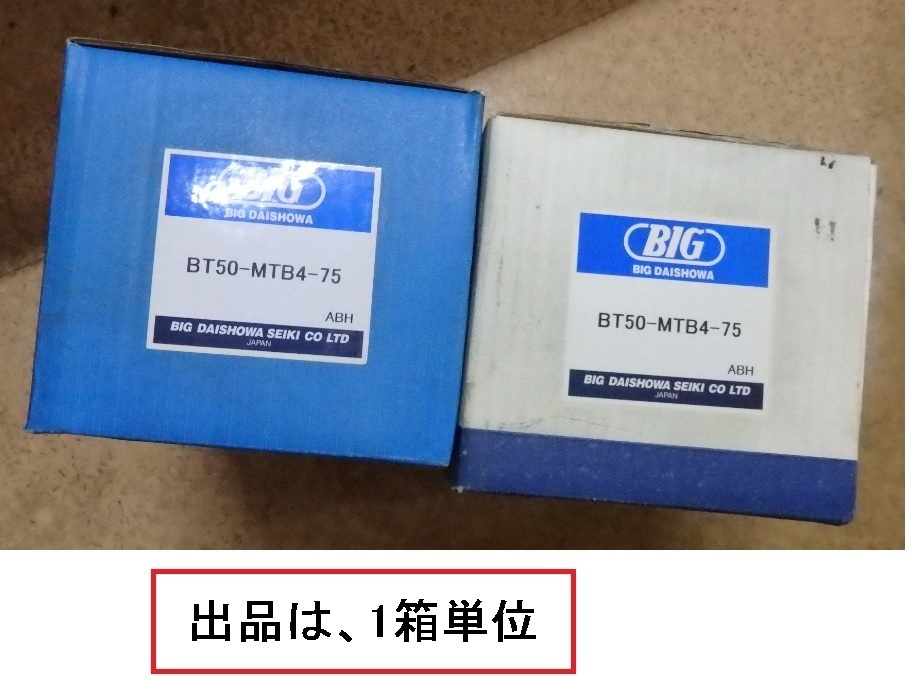 BIG
BIG DAISHOWA
BT50-MTB4-75
ABH
BIG DAISHOWA SEIKI CO LTD
JAPAN
BIG
BIG DAISHOWA
BT50-MTB4-75
ABH
BIG DAISHOWA SEIKI CO LTD
JAPAN
出品は、1箱単位